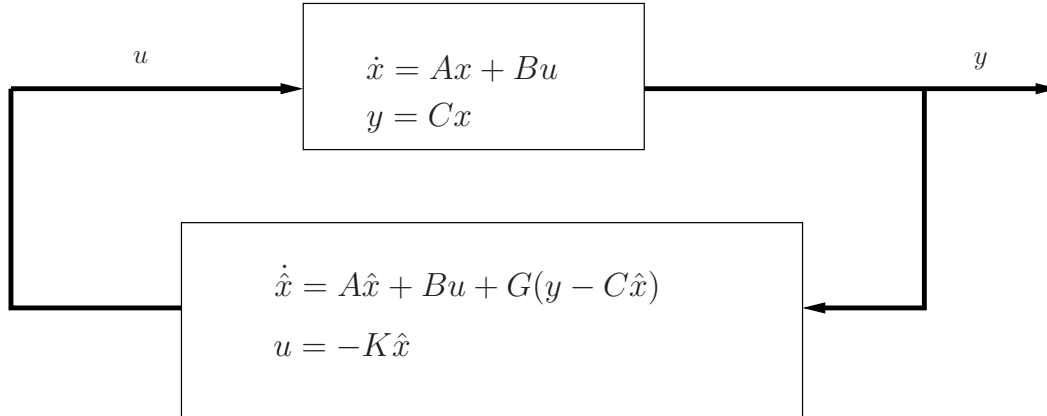 u
y
ẋ = Ax + Bu
y = Cx
x̂̇ = Ax̂ + Bu + G(y − Cx̂)
u = −Kx̂